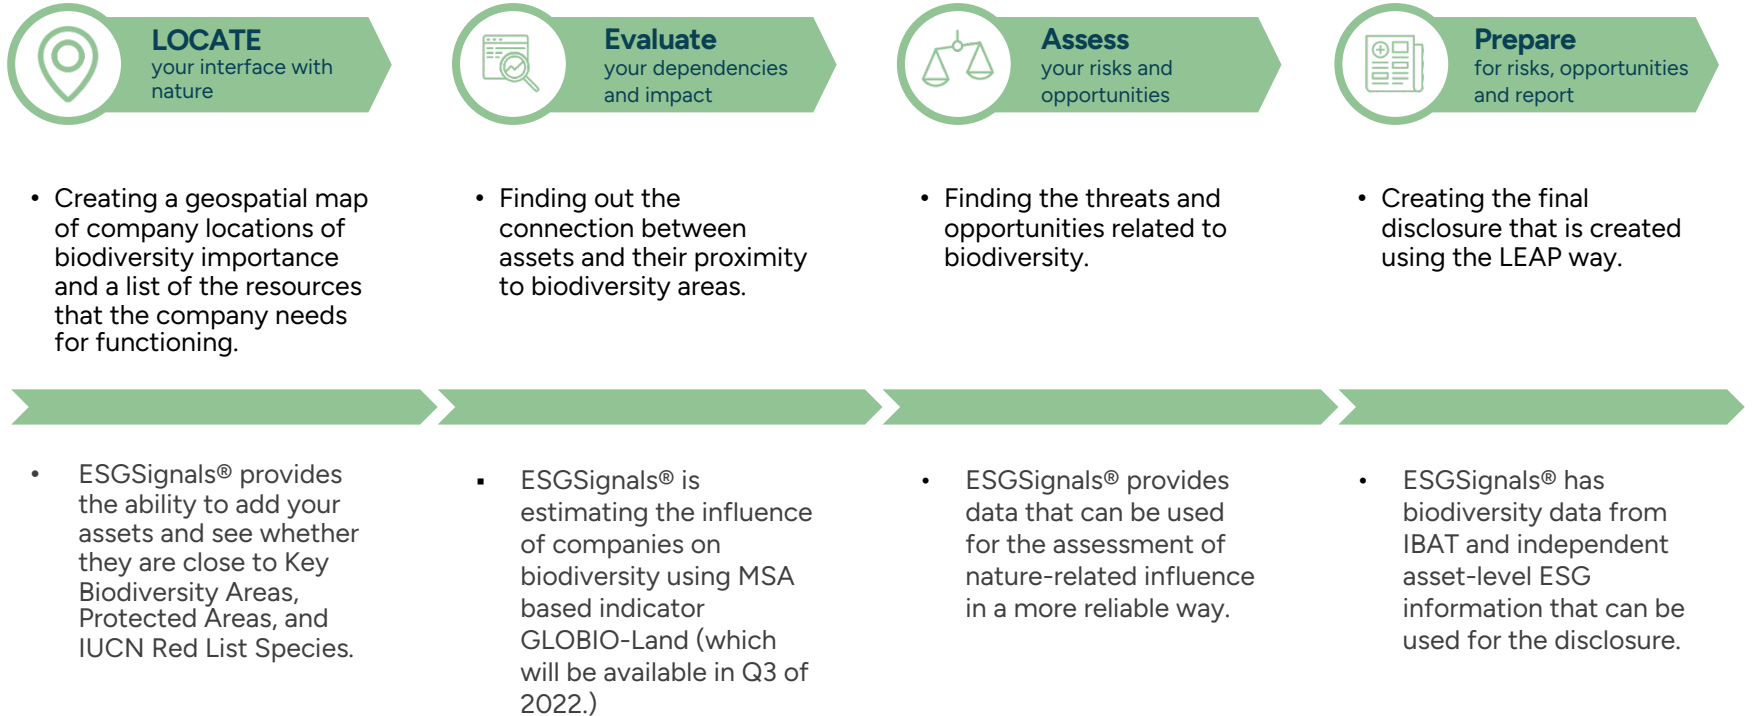 LOCATE
your interface with
nature
Evaluate
your dependencies
and impact
Assess
your risks and
opportunities
Prepare
for risks, opportunities
and report
• Creating a geospatial map
of company locations of
biodiversity importance
and a list of the resources
that the company needs
for functioning.
• Finding out the
connection between
assets and their proximity
to biodiversity areas.
• Finding the threats and
opportunities related to
biodiversity.
• Creating the final
disclosure that is created
using the LEAP way.
• ESGSignals® provides
the ability to add your
assets and see whether
they are close to Key
Biodiversity Areas,
Protected Areas, and
IUCN Red List Species.
▪ ESGSignals® is
estimating the influence
of companies on
biodiversity using MSA
based indicator
GLOBIO-Land (which
will be available in Q3 of
2022.)
• ESGSignals® provides
data that can be used
for the assessment of
nature-related influence
in a more reliable way.
• ESGSignals® has
biodiversity data from
IBAT and independent
asset-level ESG
information that can be
used for the disclosure.